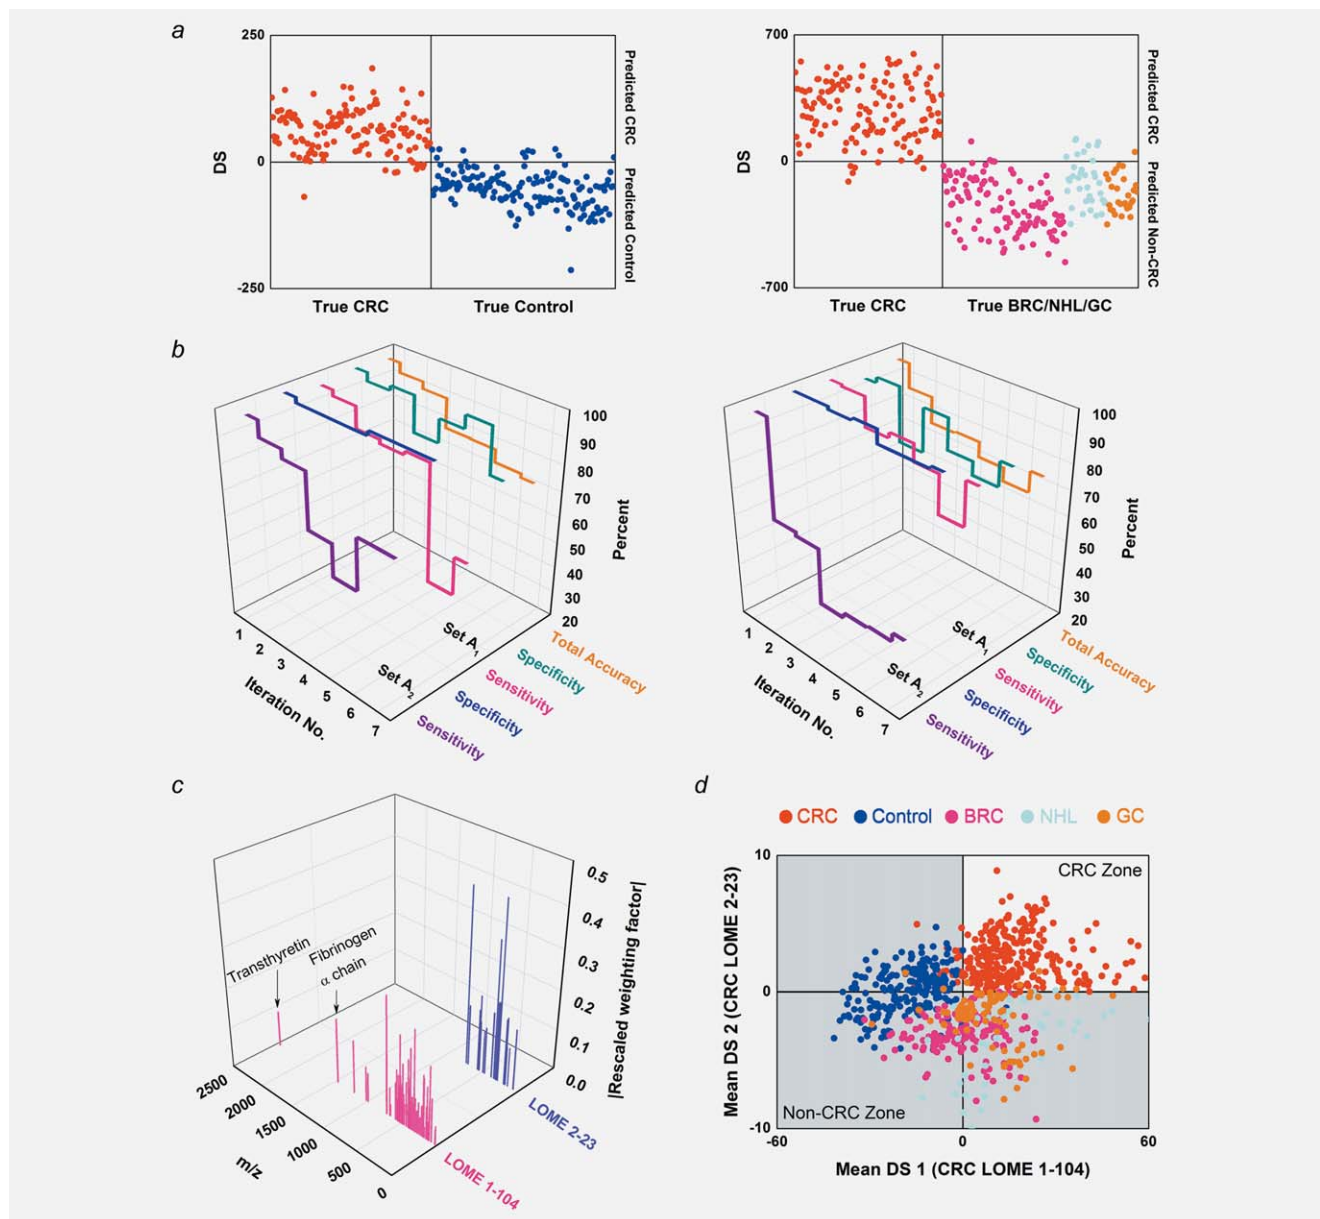 a
250
0
-250
DS
True CRC
True Control
Predicted CRC
Predicted Control
700
0
-700
DS
True CRC
True BRC/NHL/GC
Predicted CRC
Predicted Non-CRC
b
100
90
80
70
60
50
40
30
20
Percent
1
2
3
4
5
6
7
Iteration No.
Set A1
Set A2
Total Accuracy
Specificity
Sensitivity
Specificity
Sensitivity
100
90
80
70
60
50
40
30
20
Percent
1
2
3
4
5
6
7
Iteration No.
Set A1
Set A2
Total Accuracy
Specificity
Sensitivity
Specificity
Sensitivity
c
Transthyretin
Fibrinogen
α chain
0.5
0.4
0.3
0.2
0.1
0.0
|Rescaled weighting factor|
2500
2000
1500
1000
500
0
m/z
LOME 2-23
LOME 1-104
d
CRC
Control
BRC
NHL
GC
10
0
-10
Mean DS 2 (CRC LOME 2-23)
CRC Zone
Non-CRC Zone
-60
0
60
Mean DS 1 (CRC LOME 1-104)